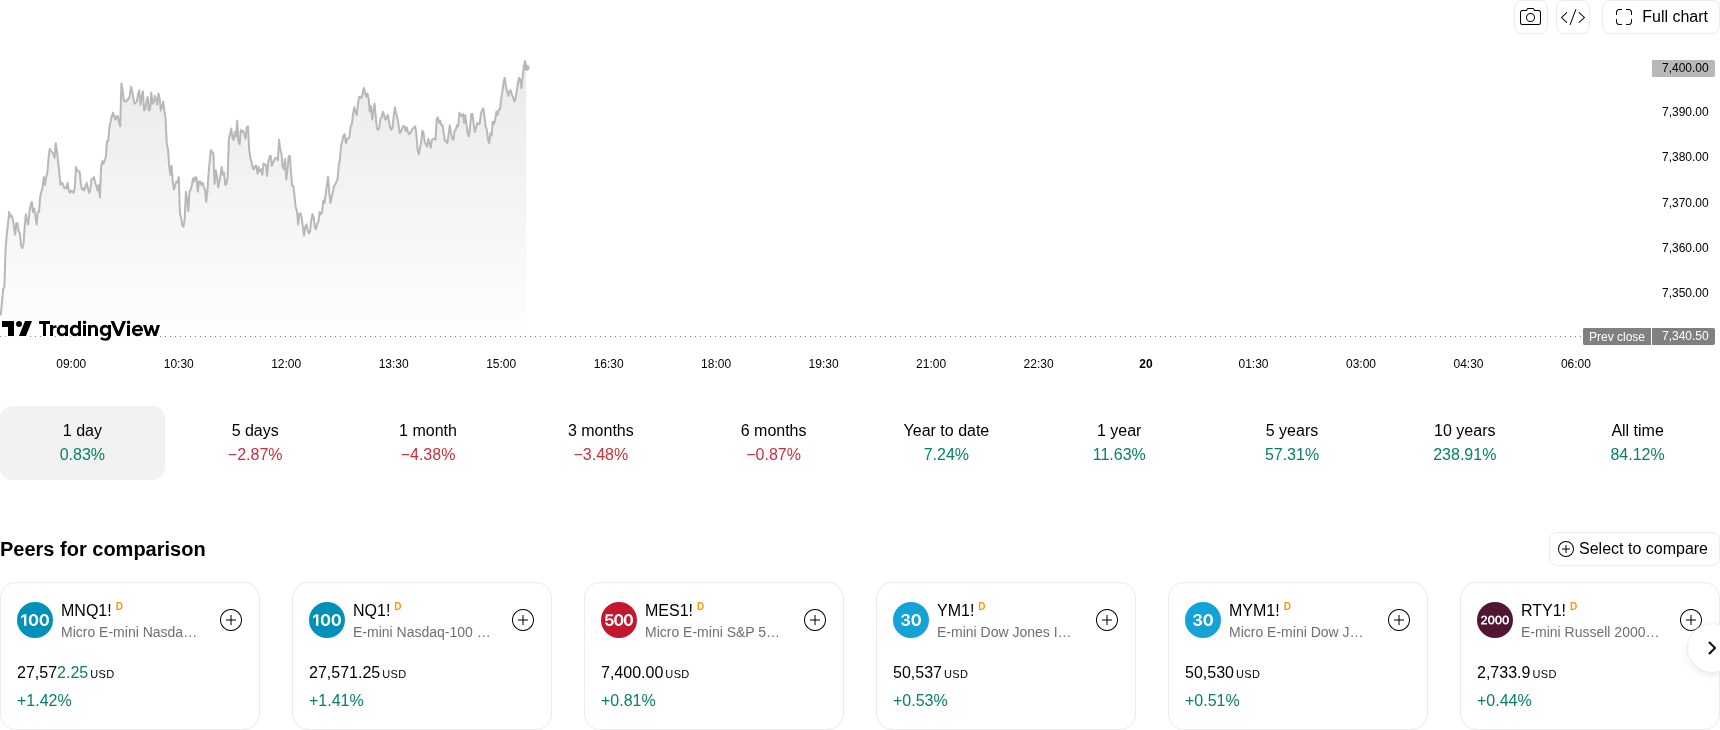 Full chart
7,400.00
7,390.00
7,380.00
7,370.00
7,360.00
7,350.00
TradingView
Prev close 7,340.50
09:00 10:30 12:00 13:30 15:00 16:30 18:00 19:30 21:00 22:30 20 01:30 03:00 04:30 06:00
1 day 5 days 1 month 3 months 6 months Year to date 1 year 5 years 10 years All time
0.83% −2.87% −4.38% −3.48% −0.87% 7.24% 11.63% 57.31% 238.91% 84.12%
Peers for comparison
Select to compare
100 MNQ1! D
Micro E-mini Nasda…
27,572.25 USD
+1.42%
100 NQ1! D
E-mini Nasdaq-100 …
27,571.25 USD
+1.41%
500 MES1! D
Micro E-mini S&P 5…
7,400.00 USD
+0.81%
30 YM1! D
E-mini Dow Jones I…
50,537 USD
+0.53%
30 MYM1! D
Micro E-mini Dow J…
50,530 USD
+0.51%
2000 RTY1! D
E-mini Russell 2000…
2,733.9 USD
+0.44%